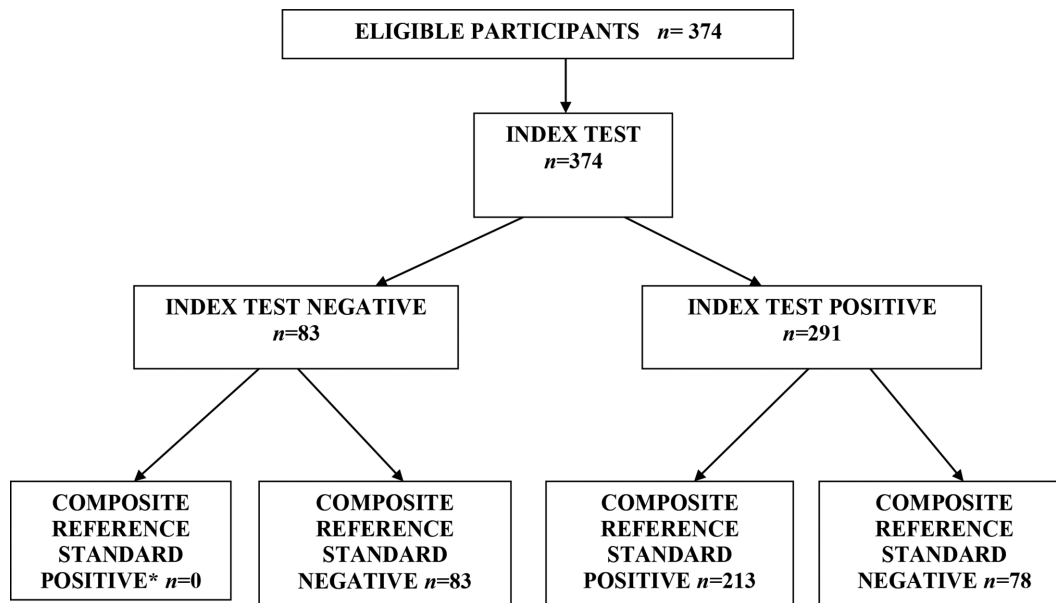 ELIGIBLE PARTICIPANTS n= 374
INDEX TEST
n=374
INDEX TEST NEGATIVE
n=83
INDEX TEST POSITIVE
n=291
COMPOSITE
REFERENCE
STANDARD
POSITIVE* n=0
COMPOSITE
REFERENCE
STANDARD
NEGATIVE n=83
COMPOSITE
REFERENCE
STANDARD
POSITIVE n=213
COMPOSITE
REFERENCE
STANDARD
NEGATIVE n=78